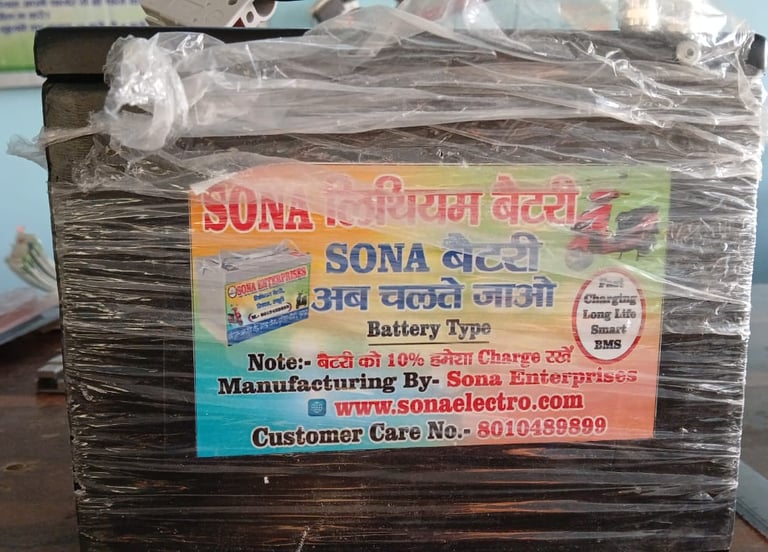 SONA लिथियम बैटरी
SONA बैटरी
अब चलते जाओ
Battery Type
Fast
Charging
Long Life
Smart
BMS
SONA ENTERPRISES
Note:- बैटरी को 10% हमेशा Charge रखें
Manufacturing By- Sona Enterprises
www.sonaelectro.com
Customer Care No.- 8010489899